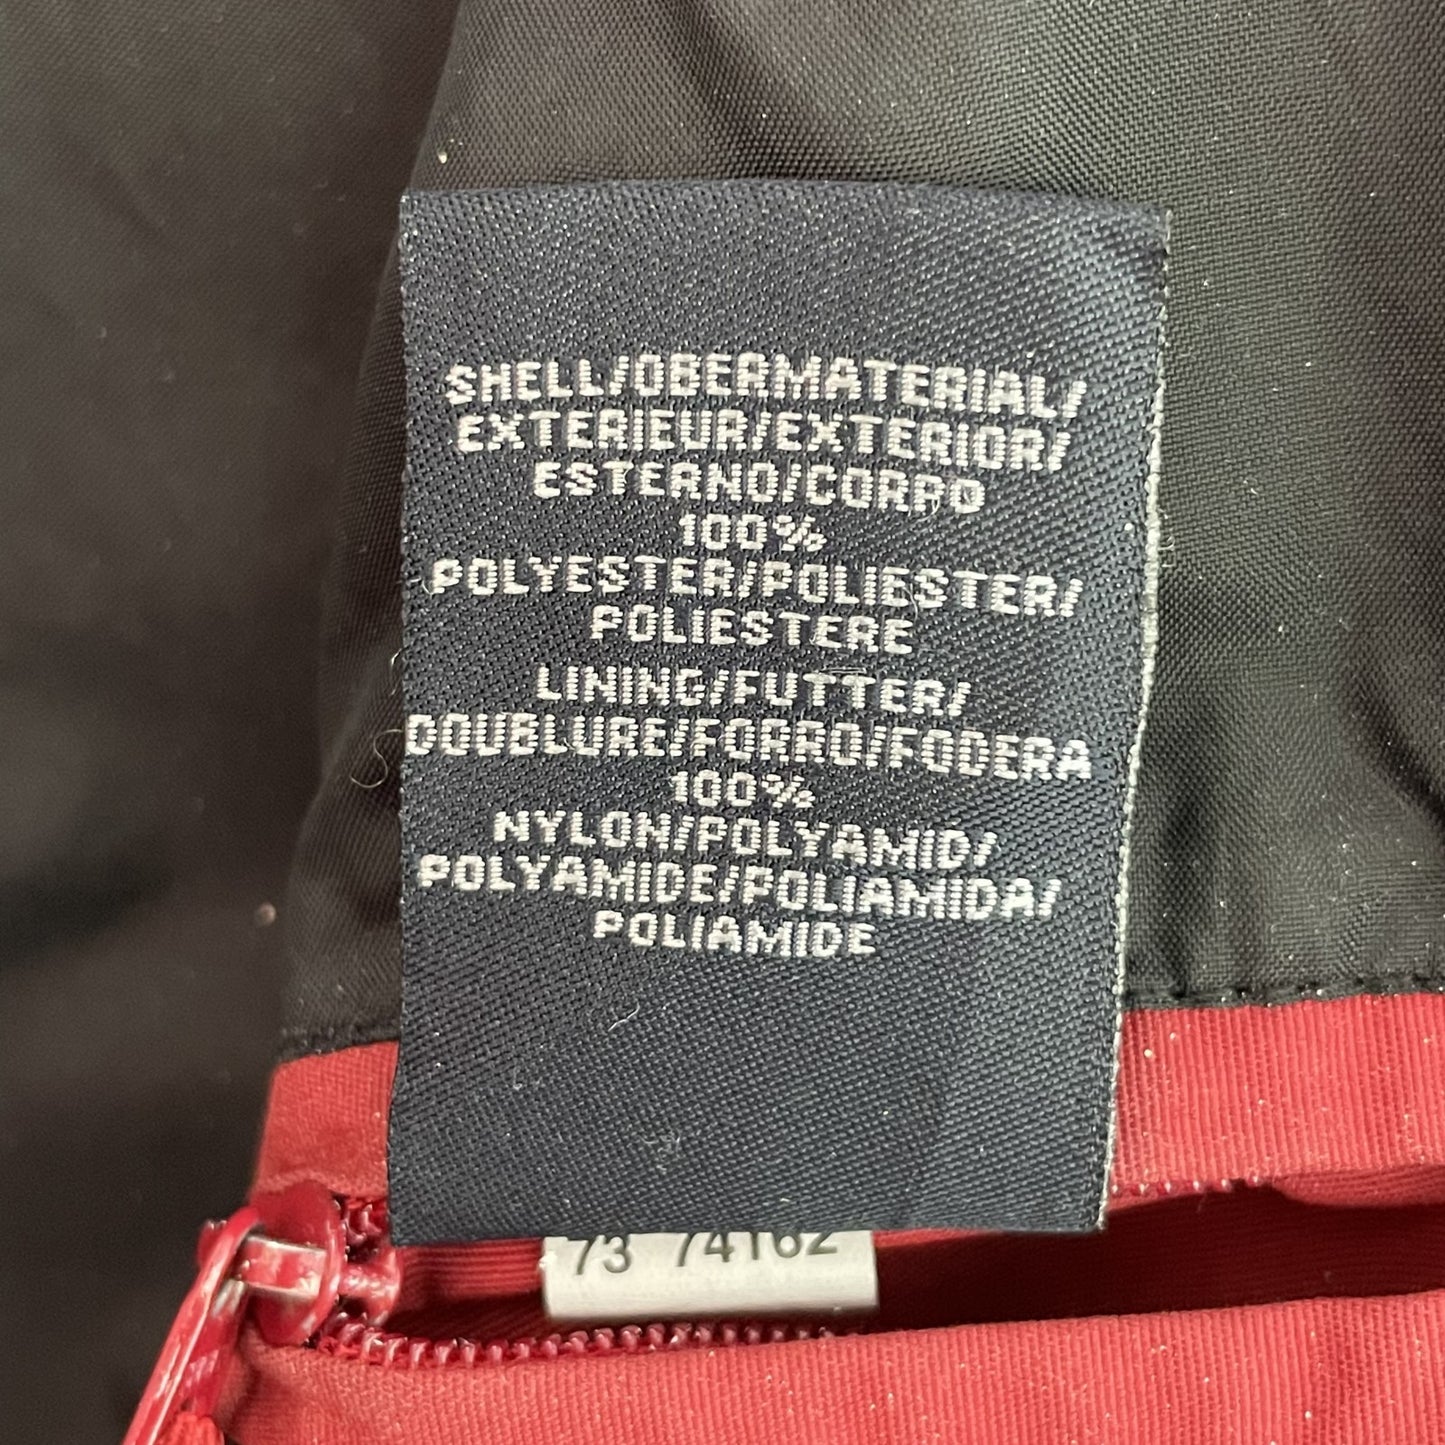 SHELL/OBERMATERIAL/
EXTERIEUR/EXTERIOR/
ESTERNO/CORPO
100%
POLYESTER/POLIESTER/
POLIESTERE
LINING/FUTTER/
DOUBLURE/FORRO/FODERA
100%
NYLON/POLYAMID/
POLYAMIDE/POLIAMIDA/
POLIAMIDE
73 74162